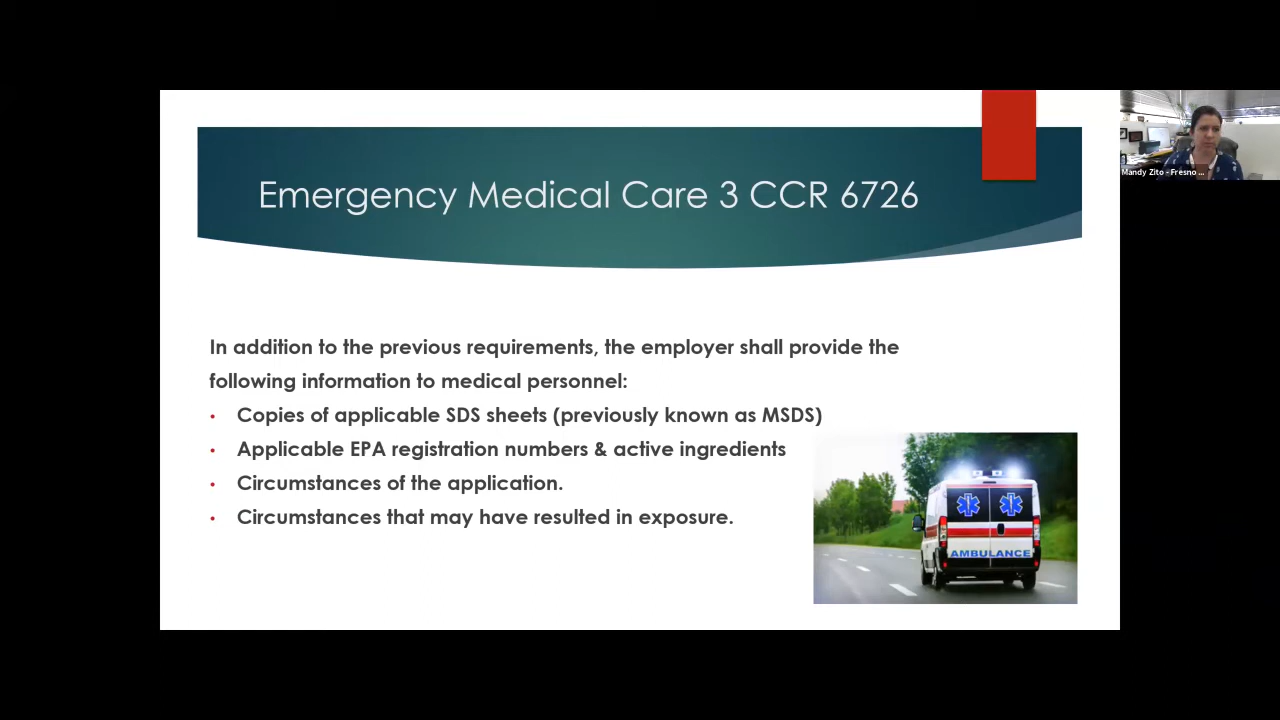 Emergency Medical Care 3 CCR 6726
Mandy Zito - Fresno ...
In addition to the previous requirements, the employer shall provide the
following information to medical personnel:
• Copies of applicable SDS sheets (previously known as MSDS)
• Applicable EPA registration numbers & active ingredients
• Circumstances of the application.
• Circumstances that may have resulted in exposure.
AMBULANCE